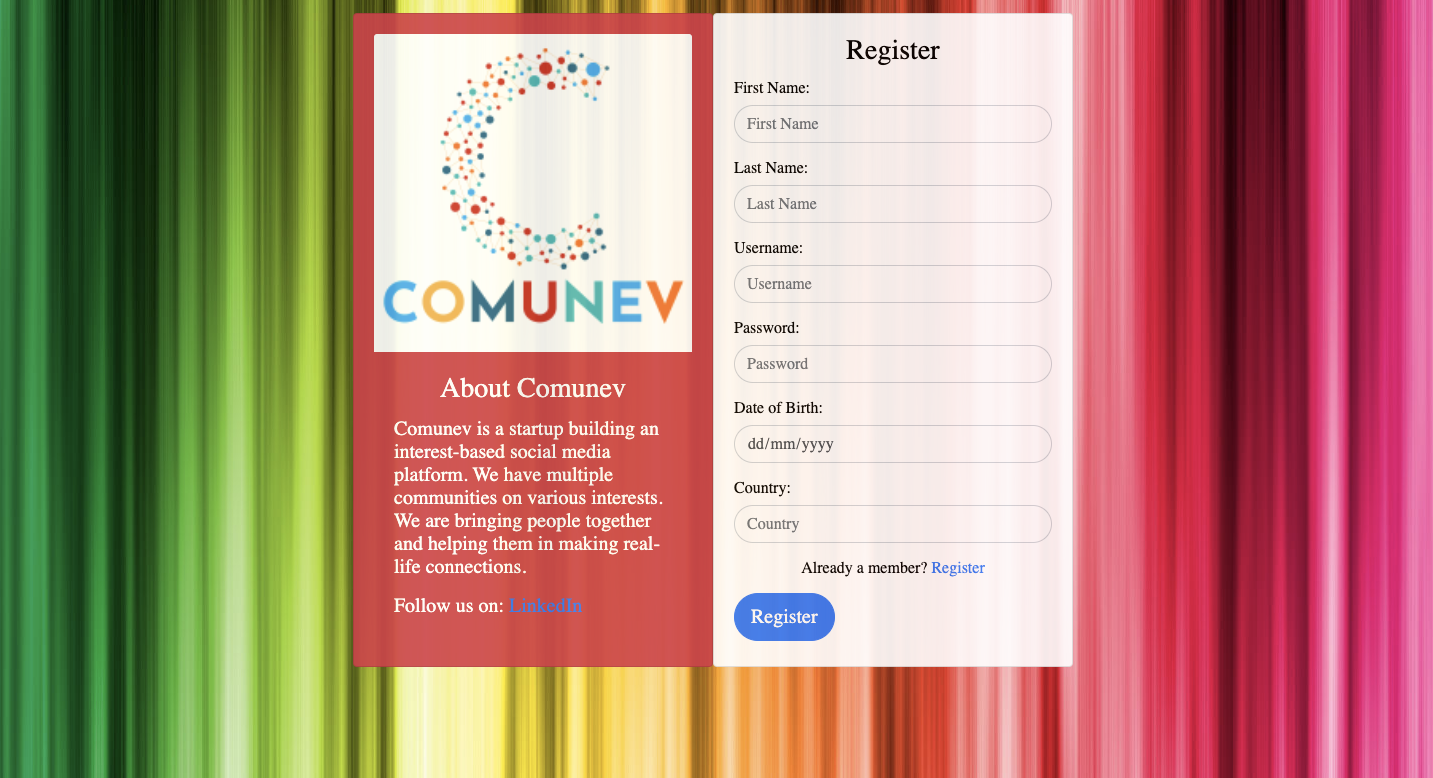 COMUNEV
About Comunev
Comunev is a startup building an
interest-based social media
platform. We have multiple
communities on various interests.
We are bringing people together
and helping them in making real-
life connections.
Follow us on: LinkedIn
Register
First Name:
First Name
Last Name:
Last Name
Username:
Username
Password:
Password
Date of Birth:
dd/mm/yyyy
Country:
Country
Already a member? Register
Register